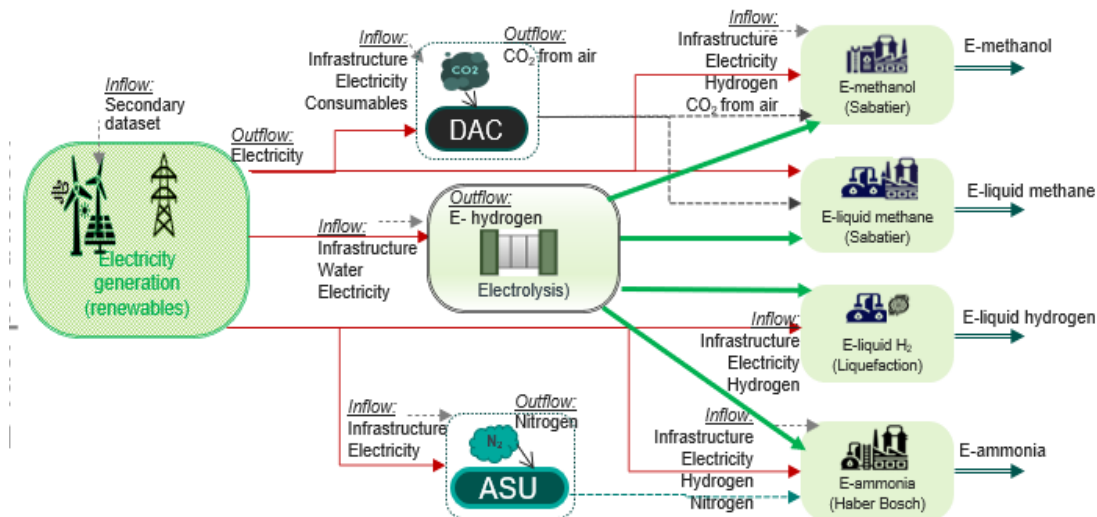 Inflow:
Secondary
dataset
Electricity
generation
(renewables)
Outflow:
Electricity
Inflow:
Infrastructure
Electricity
Consumables
CO2
DAC
Outflow:
CO2 from air
Inflow:
Infrastructure
Water
Electricity
Outflow:
E- hydrogen
Electrolysis)
Inflow:
Infrastructure
Electricity
N2
ASU
Outflow:
Nitrogen
Inflow:
Infrastructure
Electricity
Hydrogen
CO2 from air
E-methanol
(Sabatier)
E-methanol
E-liquid methane
(Sabatier)
E-liquid methane
Inflow:
Infrastructure
Electricity
Hydrogen
E-liquid H2
(Liquefaction)
E-liquid hydrogen
Inflow:
Infrastructure
Electricity
Hydrogen
Nitrogen
E-ammonia
(Haber Bosch)
E-ammonia